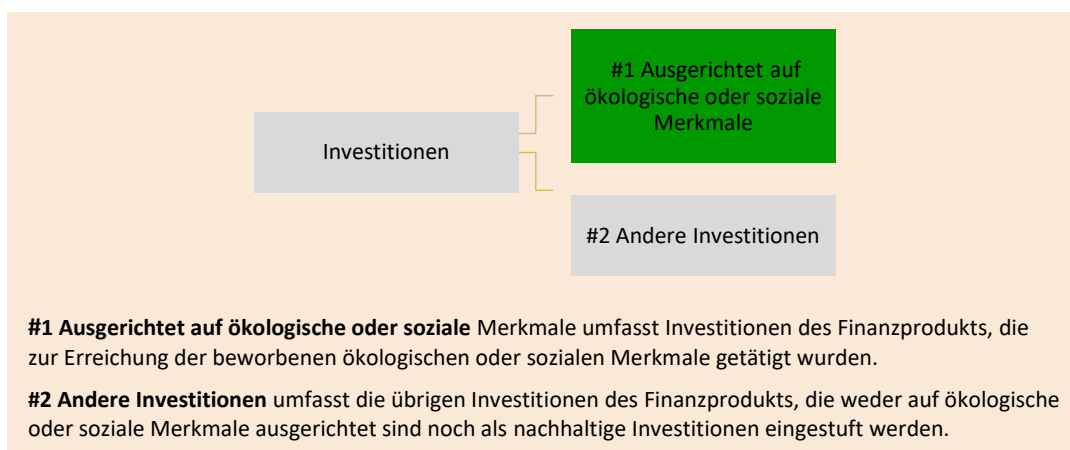 #1 Ausgerichtet auf
ökologische oder soziale
Merkmale
Investitionen
#2 Andere Investitionen
#1 Ausgerichtet auf ökologische oder soziale Merkmale umfasst Investitionen des Finanzprodukts, die
zur Erreichung der beworbenen ökologischen oder sozialen Merkmale getätigt wurden.
#2 Andere Investitionen umfasst die übrigen Investitionen des Finanzprodukts, die weder auf ökologische
oder soziale Merkmale ausgerichtet sind noch als nachhaltige Investitionen eingestuft werden.